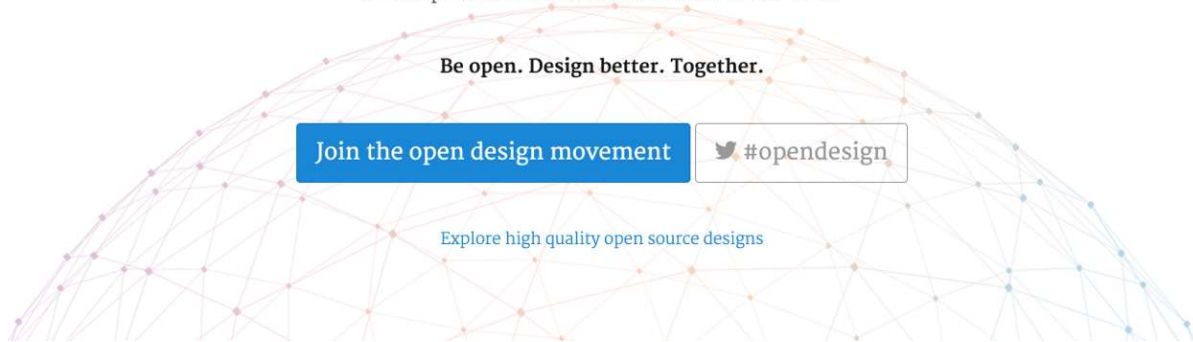 Be open. Design better. Together.
Join the open design movement
#opendesign
Explore high quality open source designs